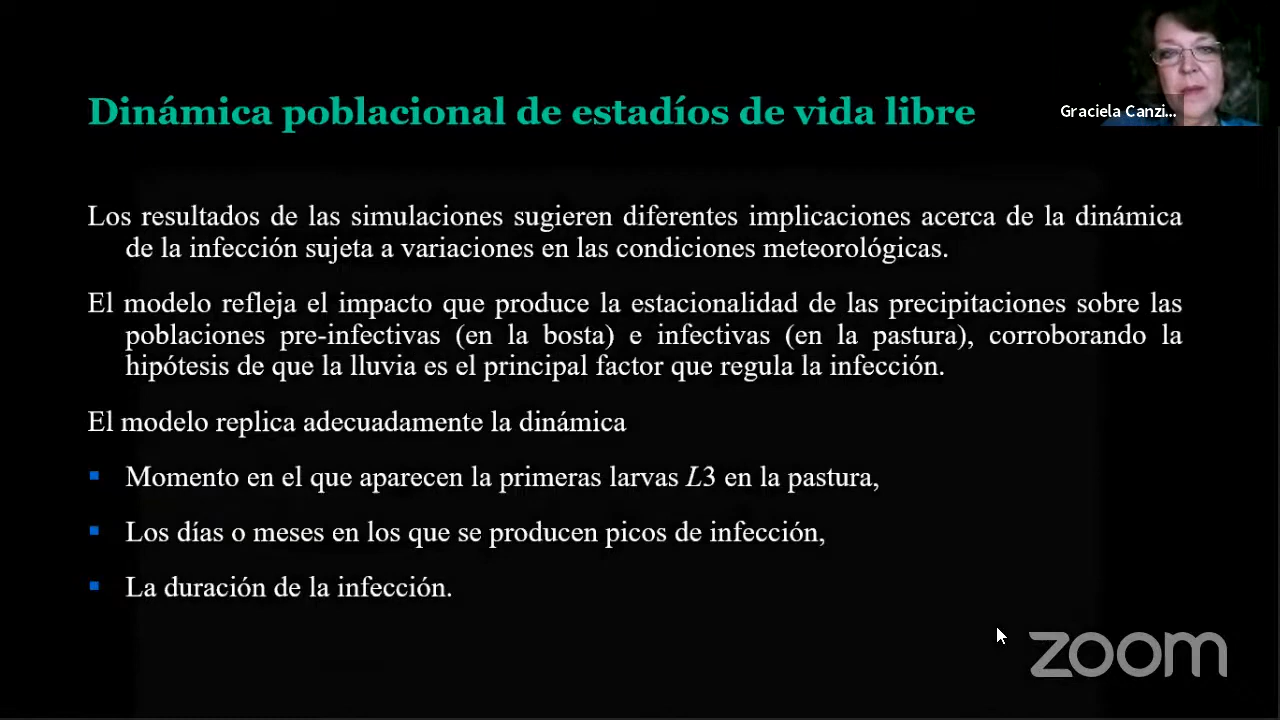 Dinámica poblacional de estadíos de vida libre
Graciela Canzi...
Los resultados de las simulaciones sugieren diferentes implicaciones acerca de la dinámica
de la infección sujeta a variaciones en las condiciones meteorológicas.
El modelo refleja el impacto que produce la estacionalidad de las precipitaciones sobre las
poblaciones pre-infectivas (en la bosta) e infectivas (en la pastura), corroborando la
hipótesis de que la lluvia es el principal factor que regula la infección.
El modelo replica adecuadamente la dinámica
Momento en el que aparecen la primeras larvas L3 en la pastura,
Los días o meses en los que se producen picos de infección,
La duración de la infección.
zoom